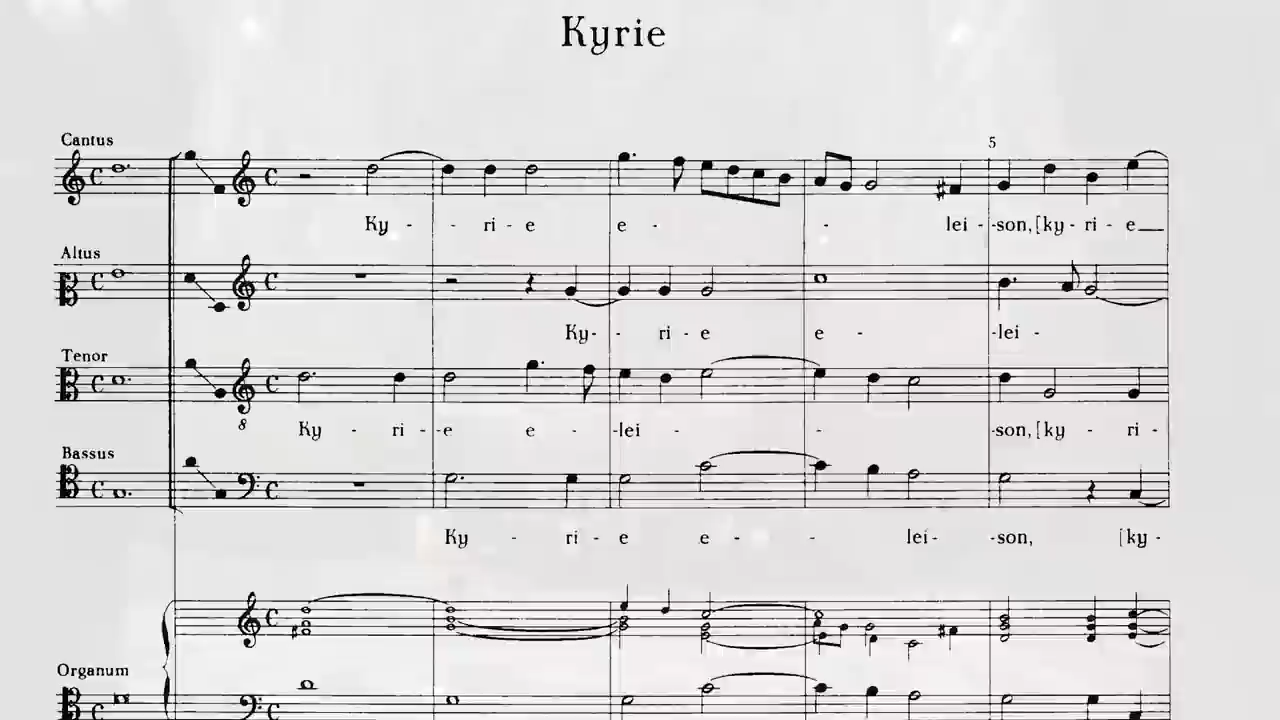 Kyrie
Cantus
5
Ky - - ri - e e - - lei - -son,[ky - ri - e
Altus
Ky - - ri - e e - -lei -
Tenor
8
Ky - ri - -e e - -lei - - -son,[ky - ri -
Bassus
Ky - ri - e e - - lei - -son, [ky -
Organum